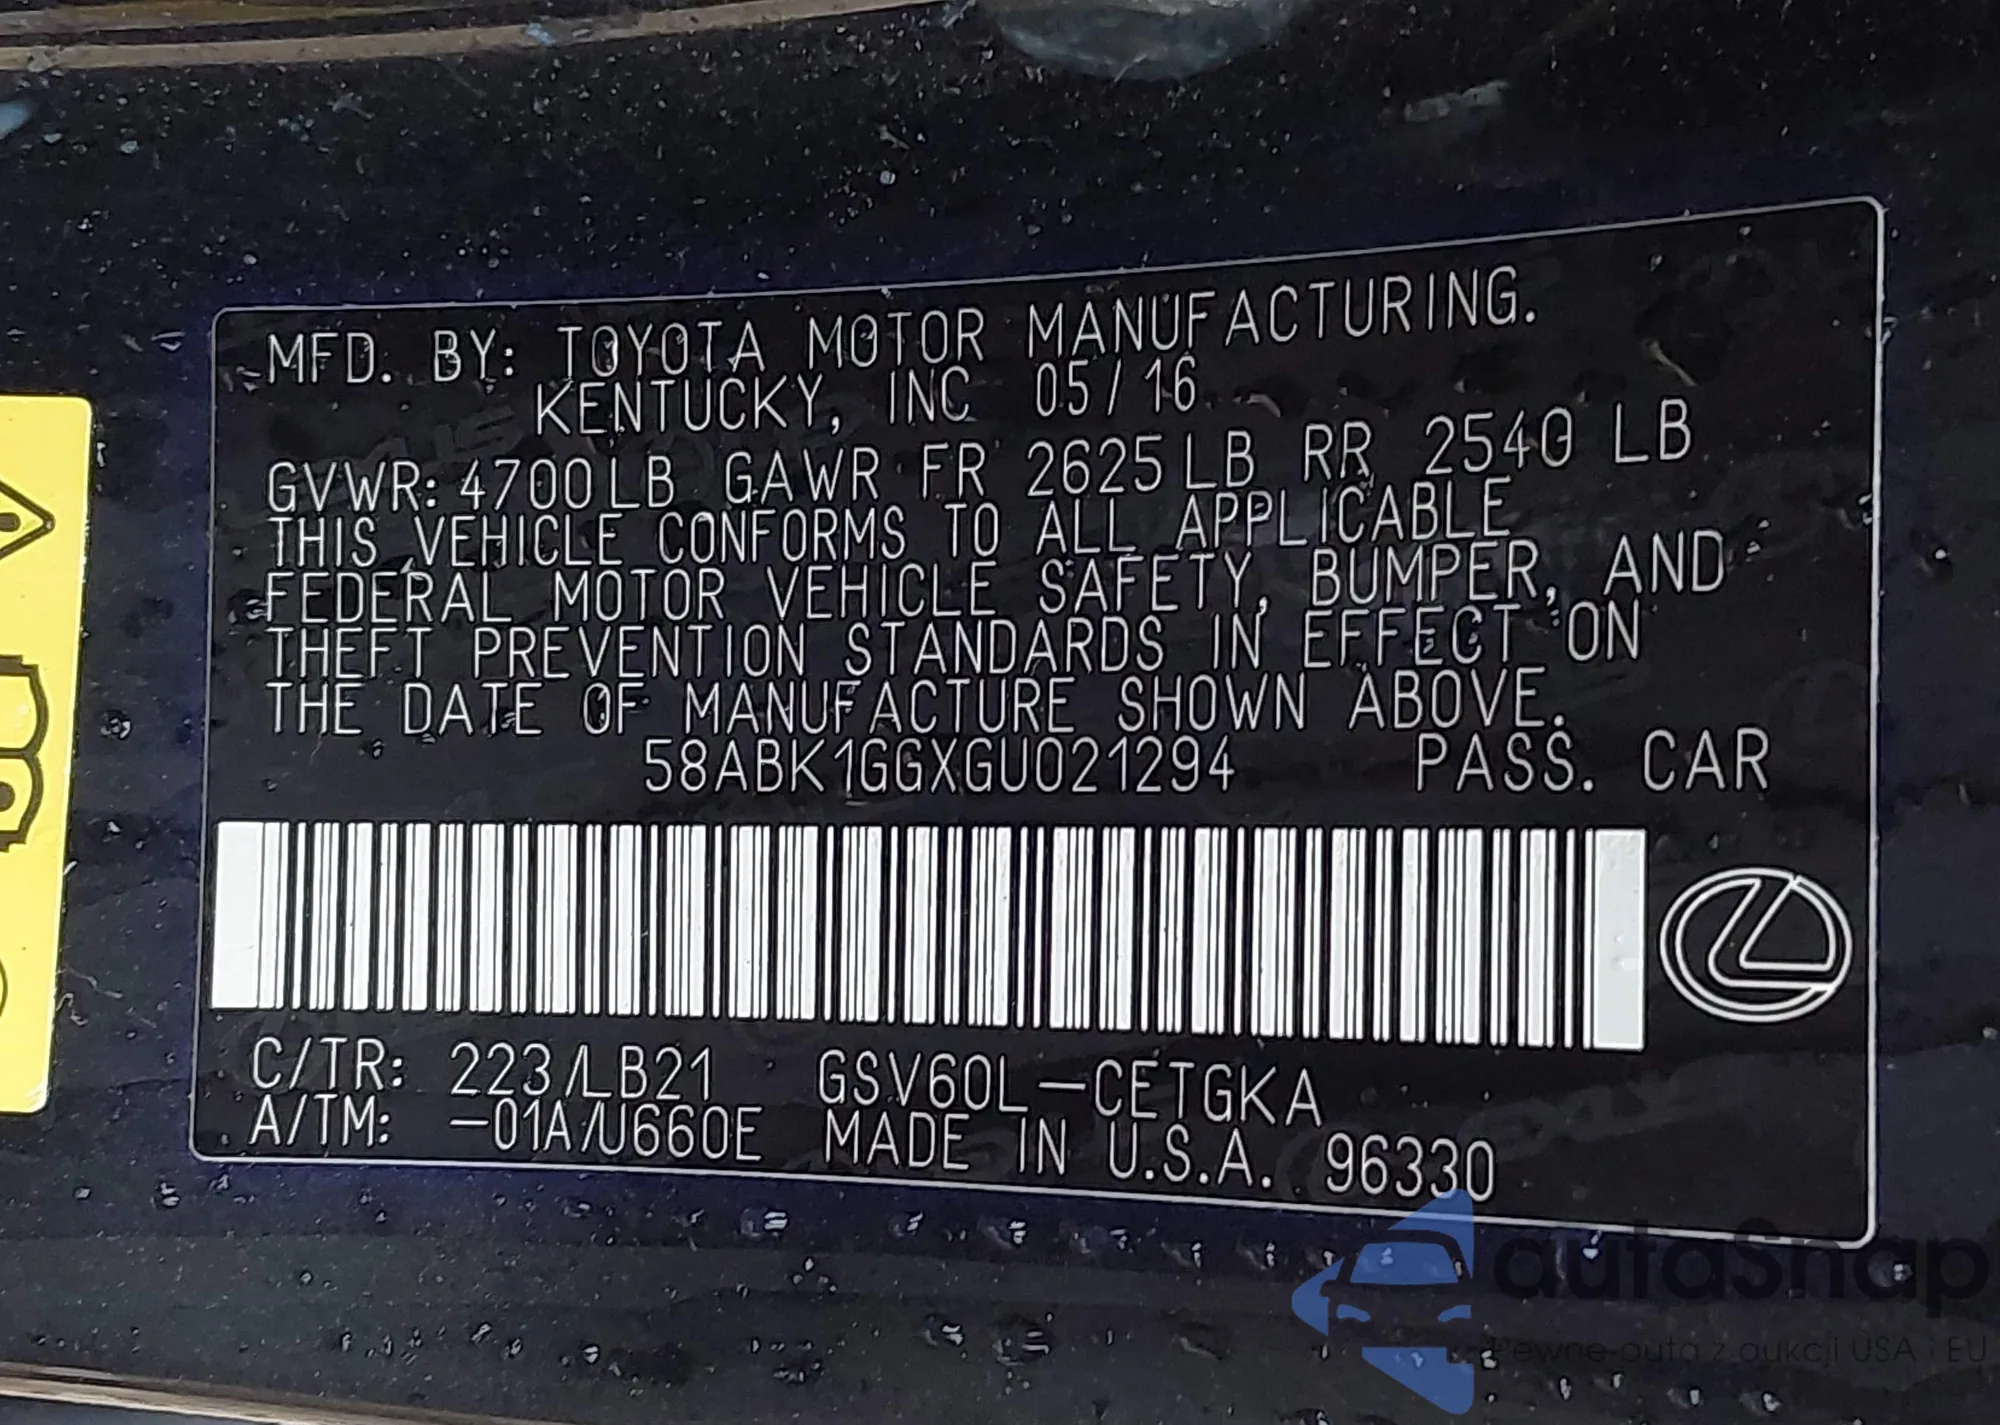 MFD. BY: TOYOTA MOTOR MANUFACTURING.
KENTUCKY, INC 05/16
GVWR: 4700LB GAWR FR 2625LB RR 2540 LB
THIS VEHICLE CONFORMS TO ALL APPLICABLE
FEDERAL MOTOR VEHICLE SAFETY, BUMPER, AND
THEFT PREVENTION STANDARDS IN EFFECT ON
THE DATE OF MANUFACTURE SHOWN ABOVE.
58ABK1GGXGU021294 PASS. CAR
C/TR: 223/LB21 GSV60L-CETGKA
A/TM: -01A/U660E MADE IN U.S.A. 96330
autaSnap
Pewne auta z aukcji USA i EU